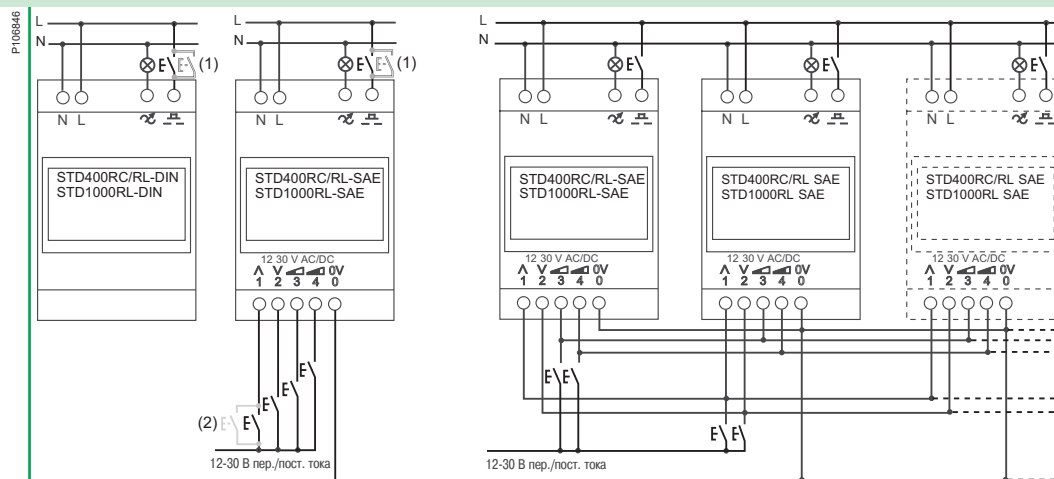 P106846
L
N
(1)
N L
STD400RC/RL-DIN
STD1000RL-DIN
L
N
(1)
N L
STD400RC/RL-SAE
STD1000RL-SAE
12 30 V AC/DC
0V
1 2 3 4 0
(2)
12-30 В пер./пост. тока
L
N
N L
STD400RC/RL-SAE
STD1000RL-SAE
12 30 V AC/DC
0V
1 2 3 4 0
N L
STD400RC/RL SAE
STD1000RL SAE
12 30 V AC/DC
0V
1 2 3 4 0
N L
STD400RC/RL SAE
STD1000RL SAE
12 30 V AC/DC
0V
1 2 3 4 0
12-30 В пер./пост. тока